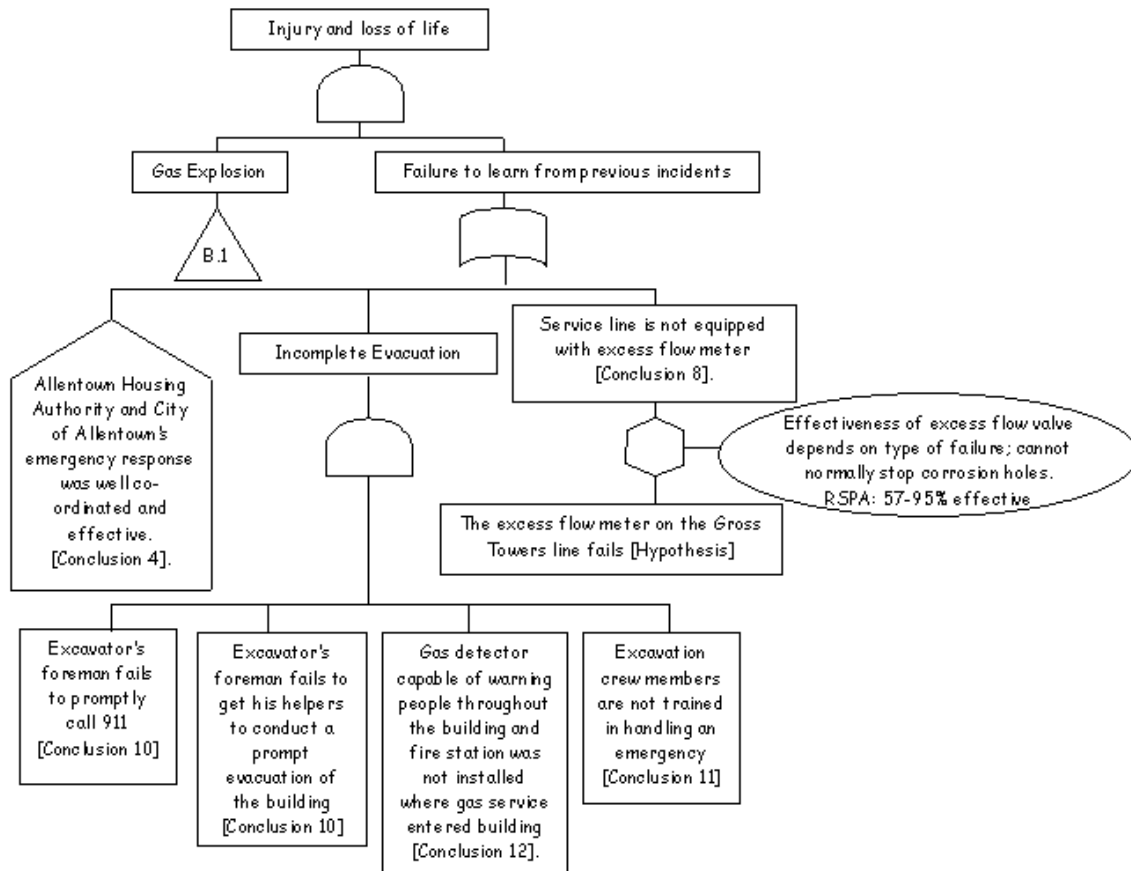 Injury and loss of life
Gas Explosion
Failure to learn from previous incidents
B.1
Allentown Housing
Authority and City
of Allentown's
emergency response
was well co-
ordinated and
effective.
[Conclusion 4].
Incomplete Evacuation
Service line is not equipped
with excess flow meter
[Conclusion 8].
Effectiveness of excess flow valve
depends on type of failure; cannot
normally stop corrosion holes.
RSPA: 57-95% effective
The excess flow meter on the Gross
Towers line fails [Hypothesis]
Excavator's
foreman fails
to promptly
call 911
[Conclusion 10]
Excavator's
foreman fails to
get his helpers
to conduct a
prompt
evacuation of
the building
[Conclusion 10]
Gas detector
capable of warning
people throughout
the building and
fire station was
not installed
where gas service
entered building
[Conclusion 12].
Excavation
crew members
are not trained
in handling an
emergency
[Conclusion 11]